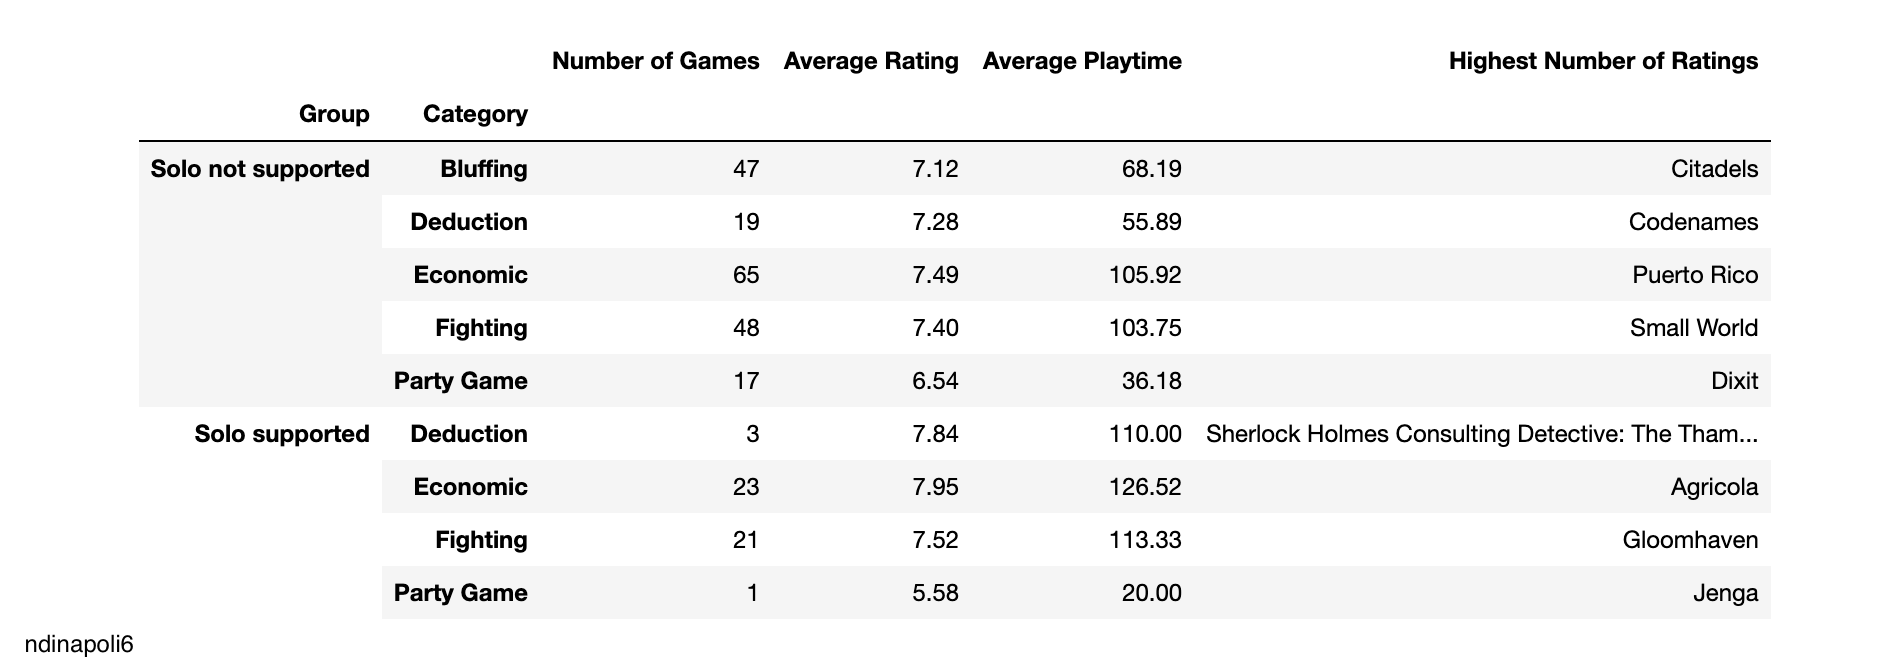 Number of Games Average Rating Average Playtime Highest Number of Ratings
Group Category
Solo not supported Bluffing 47 7.12 68.19 Citadels
Deduction 19 7.28 55.89 Codenames
Economic 65 7.49 105.92 Puerto Rico
Fighting 48 7.40 103.75 Small World
Party Game 17 6.54 36.18 Dixit
Solo supported Deduction 3 7.84 110.00 Sherlock Holmes Consulting Detective: The Tham...
Economic 23 7.95 126.52 Agricola
Fighting 21 7.52 113.33 Gloomhaven
Party Game 1 5.58 20.00 Jenga
ndinapoli6